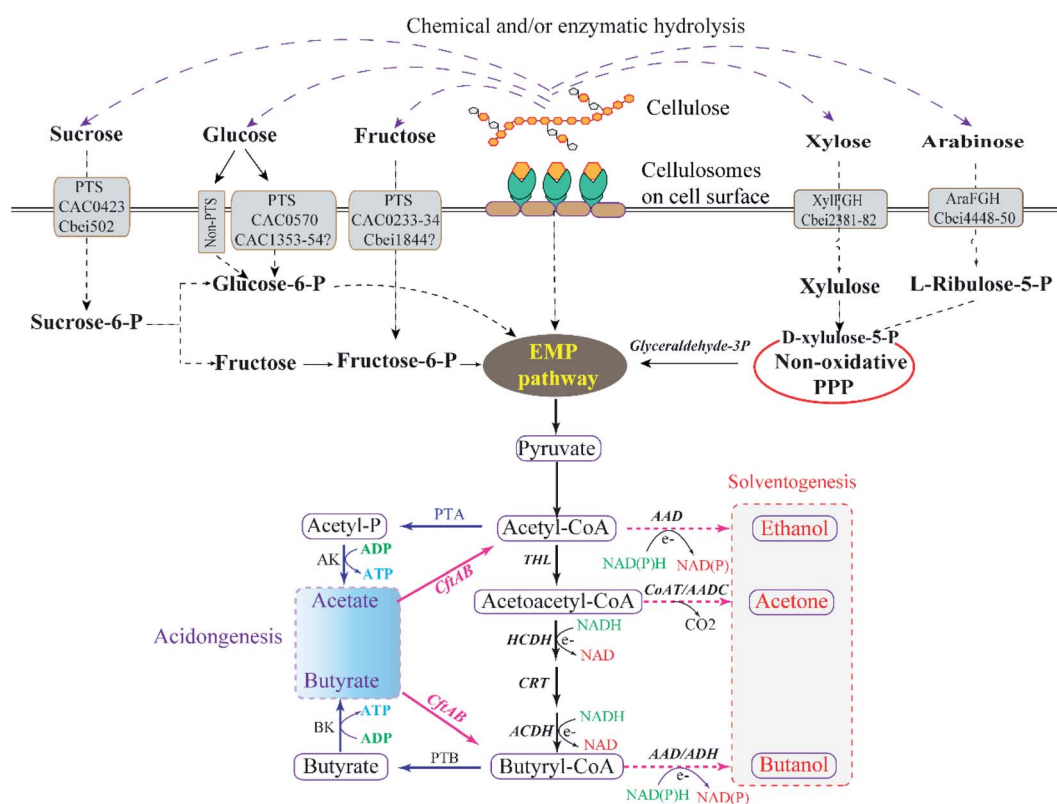 Chemical and/or enzymatic hydrolysis
Cellulose
Sucrose
Glucose
Fructose
Xylose
Arabinose
Cellulosomes
on cell surface
PTS
CAC0423
Cbei502
Non-PTS
PTS
CAC0570
CAC1353-54?
PTS
CAC0233-34
Cbei1844?
XylFGH
Cbei2381-82
AraFGH
Cbei4448-50
Glucose-6-P
Xylulose
L-Ribulose-5-P
Sucrose-6-P
Fructose
Fructose-6-P
EMP
pathway
Glyceraldehyde-3P
D-xylulose-5-P
Non-oxidative
PPP
Pyruvate
Solventogenesis
Acetyl-P
PTA
Acetyl-CoA
AAD
Ethanol
e-
NAD(P)H
NAD(P)
AK
ADP
ATP
CftAB
THL
Acetate
Acetoacetyl-CoA
CoAT/AADC
Acetone
CO2
Acidongenesis
HCDH
NADH
e-
NAD
Butyrate
CRT
CftAB
BK
ATP
ADP
ACDH
NADH
e-
NAD
Butyrate
PTB
Butyryl-CoA
AAD/ADH
Butanol
e-
NAD(P)H
NAD(P)